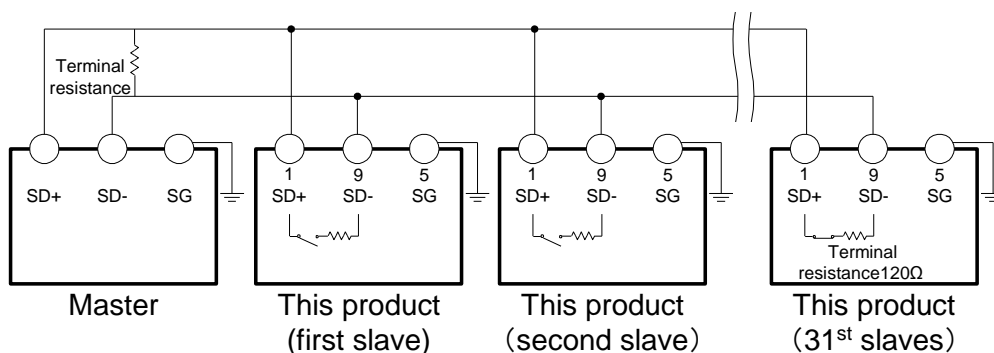 Terminal
resistance
1 9 5 1 9 5 1 9 5
SD+ SD- SG SD+ SD- SG SD+ SD- SG SD+ SD- SG
Terminal
resistance120Ω
Master This product This product This product
(first slave) （second slave） （31st slaves）